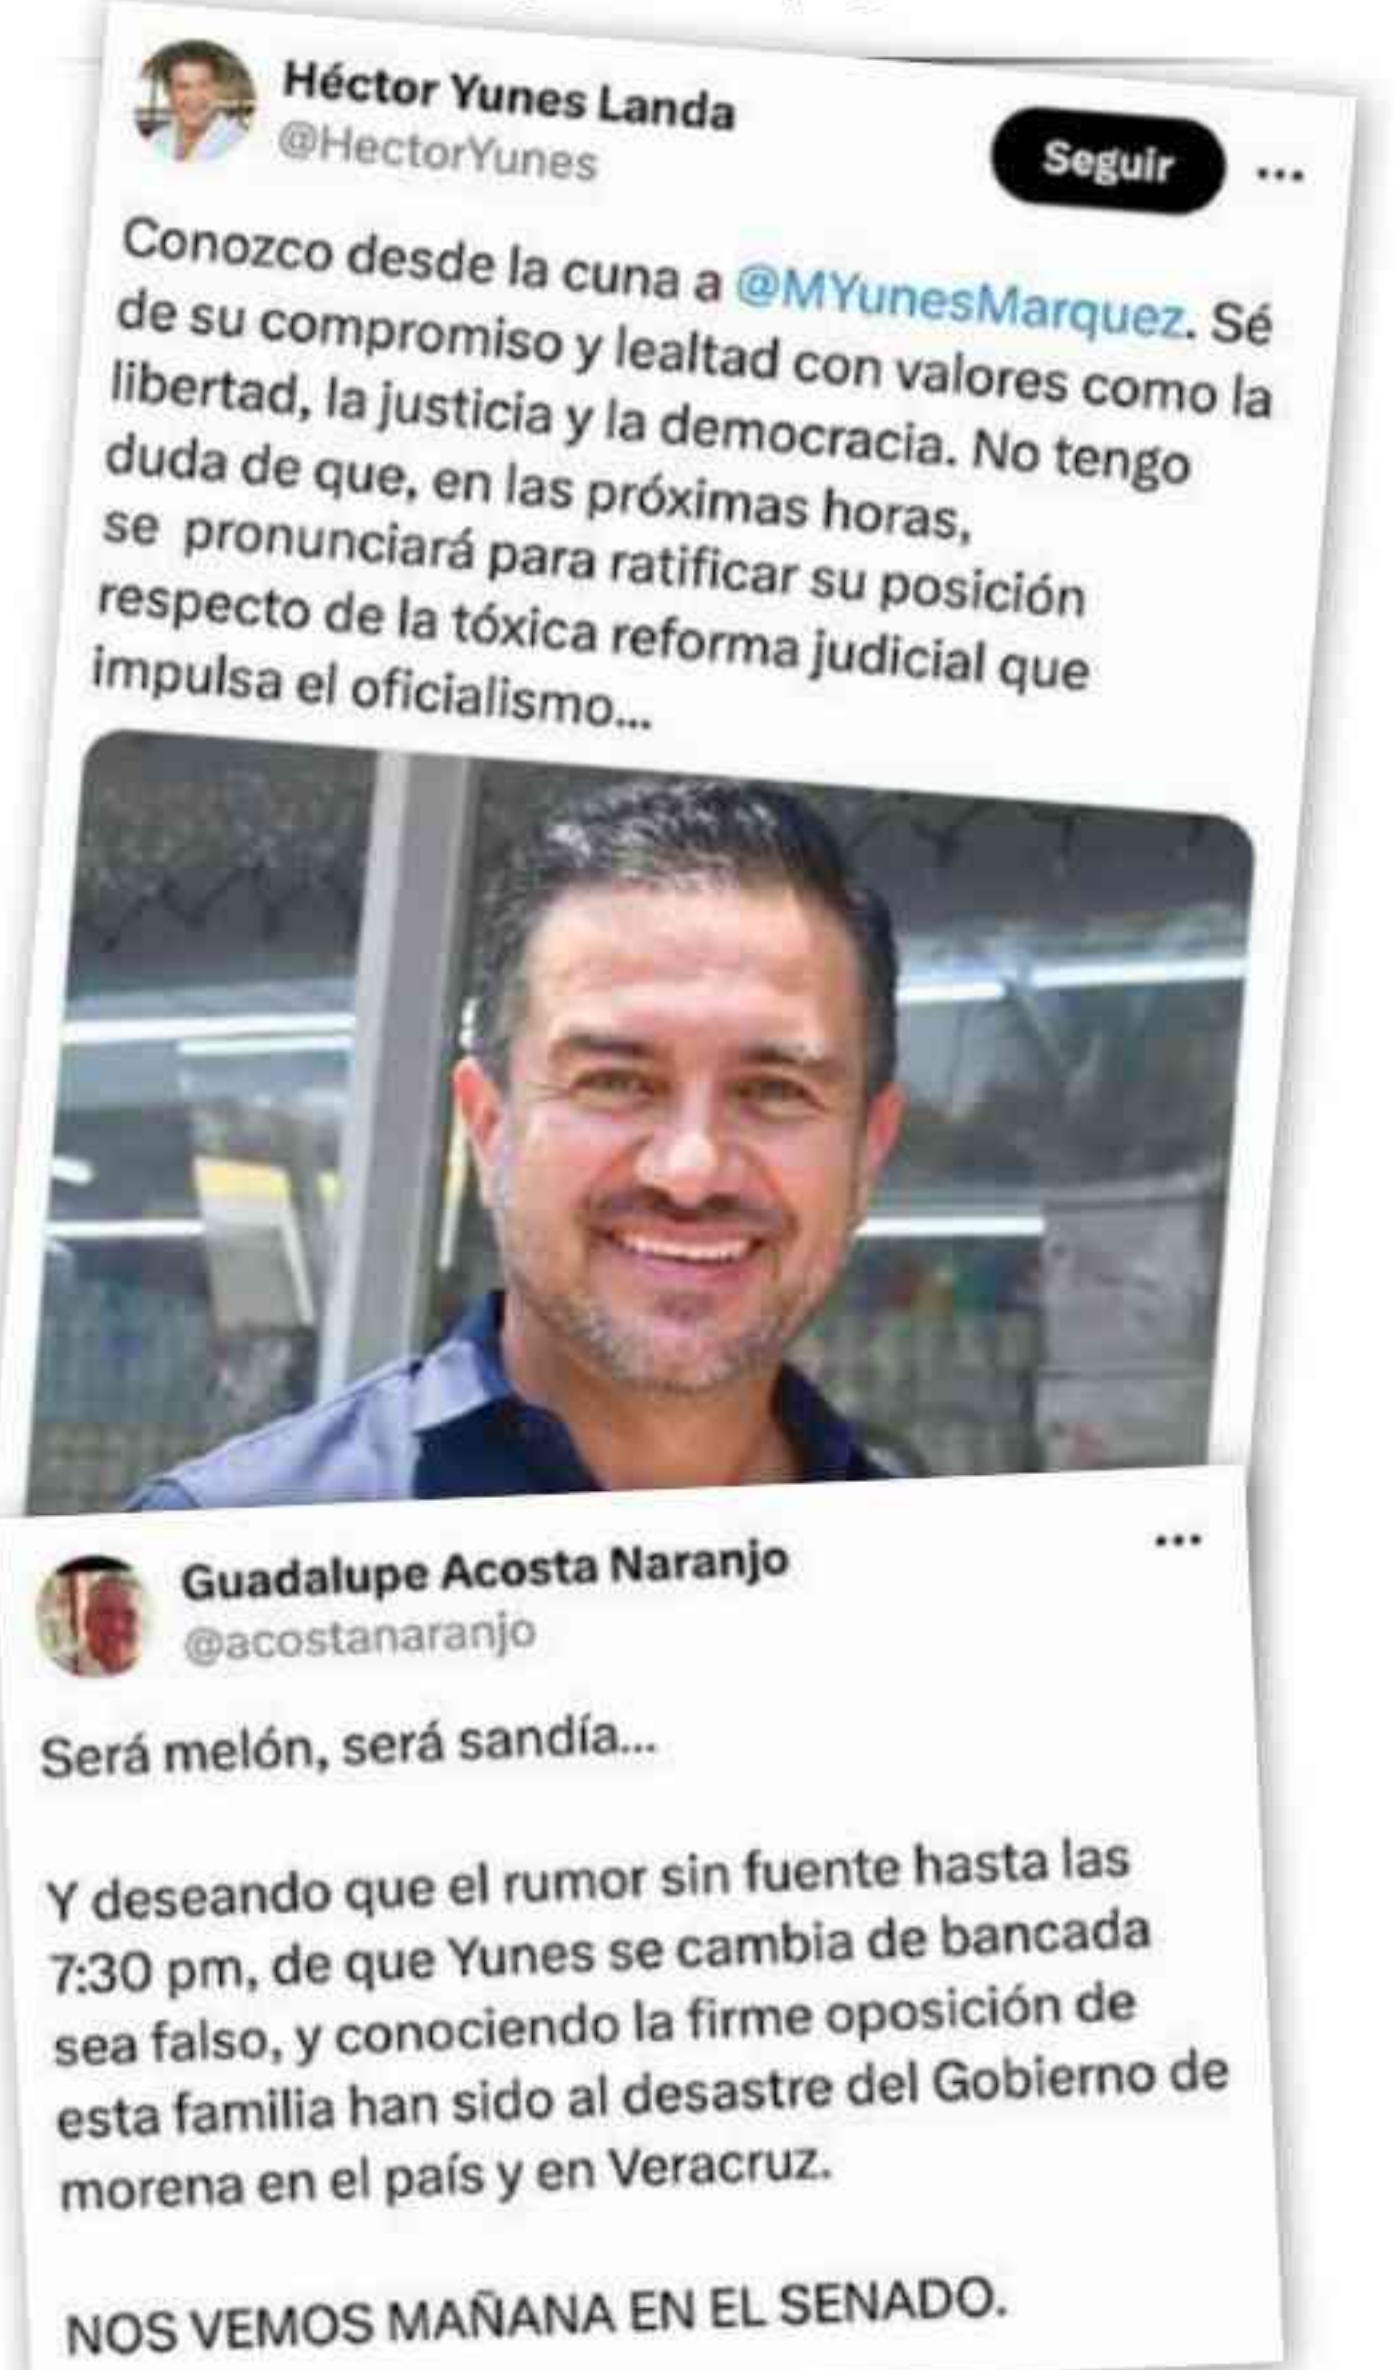 Héctor Yunes Landa
@HectorYunes
Seguir
Conozco desde la cuna a @MYunesMarquez. Sé
de su compromiso y lealtad con valores como la
libertad, la justicia y la democracia. No tengo
duda de que, en las próximas horas,
se pronunciará para ratificar su posición
respecto de la tóxica reforma judicial que
impulsa el oficialismo...
Guadalupe Acosta Naranjo
@acostanaranjo
Será melón, será sandía...
Y deseando que el rumor sin fuente hasta las
7:30 pm, de que Yunes se cambia de bancada
sea falso, y conociendo la firme oposición de
esta familia han sido al desastre del Gobierno de
morena en el país y en Veracruz.
NOS VEMOS MAÑANA EN EL SENADO.